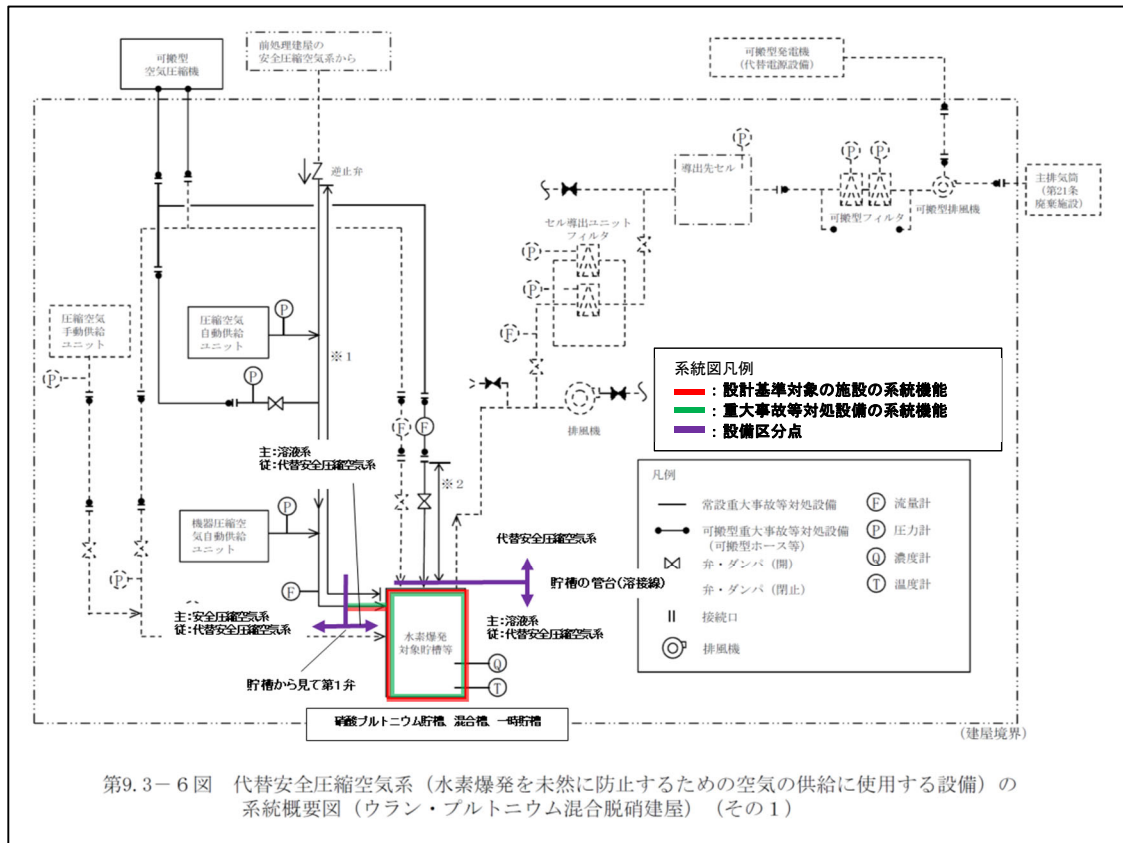 可搬型
空気圧縮機
前処理建屋の
安全圧縮空気系から
可搬型発電機
(代替電源設備)
逆止弁
P
導出先セル
P
P
主排気筒
(第21条
廃棄施設)
可搬型フィルタ
可搬型排風機
セル導出ユニット
フィルタ
P
P
圧縮空気
手動供給
ユニット
圧縮空気
自動供給
ユニット
P
※1
F
P
P
系統図凡例
:設計基準対象の施設の系統機能
:重大事故等対処設備の系統機能
:設備区分点
排風機
F
F
主:溶液系
従:代替安全圧縮空気系
※2
凡例
常設重大事故等対処設備
可搬型重大事故等対処設備
(可搬型ホース等)
弁・ダンパ(開)
弁・ダンパ(閉止)
接続口
排風機
F 流量計
P 圧力計
Q 濃度計
T 温度計
機器圧縮空
気自動供給
ユニット
P
代替安全圧縮空気系
P
F
貯槽の管台(溶接線)
主:安全圧縮空気系
従:代替安全圧縮空気系
主:溶液系
従:代替安全圧縮空気系
水素爆発
対象貯槽等
Q
T
貯槽から見て第1弁
硝酸プルトニウム貯槽、混合槽、一時貯槽
(建屋境界)
第9.3-6図 代替安全圧縮空気系(水素爆発を未然に防止するための空気の供給に使用する設備)の
系統概要図(ウラン・プルトニウム混合脱硝建屋)(その1)